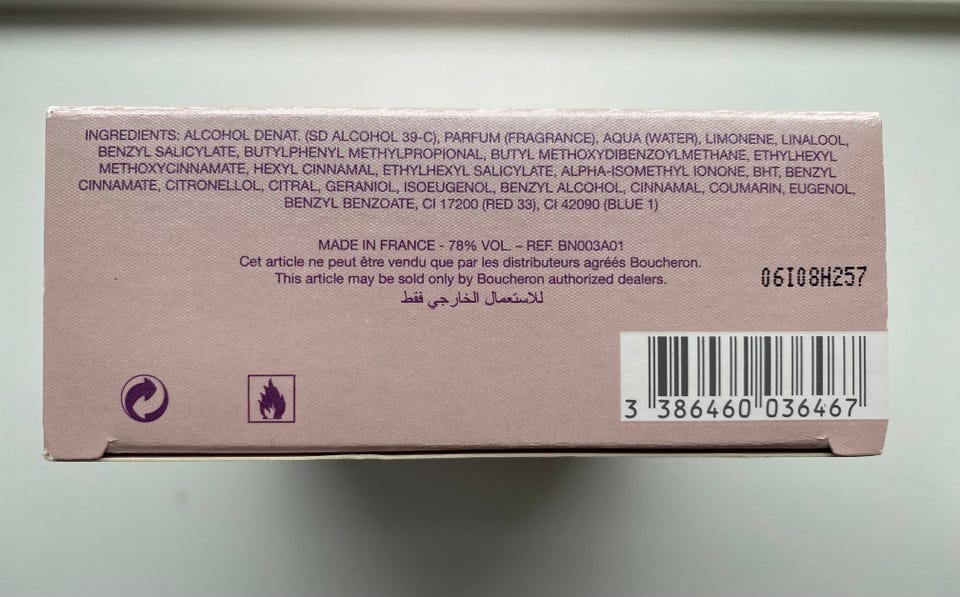 INGREDIENTS: ALCOHOL DENAT. (SD ALCOHOL 39-C), PARFUM (FRAGRANCE), AQUA (WATER), LIMONENE, LINALOOL,
BENZYL SALICYLATE, BUTYLPHENYL METHYLPROPIONAL, BUTYL METHOXYDIBENZOYLMETHANE, ETHYLHEXYL
METHOXYCINNAMATE, HEXYL CINNAMAL, ETHYLHEXYL SALICYLATE, ALPHA-ISOMETHYL IONONE, BHT, BENZYL
CINNAMATE, CITRONELLOL, CITRAL, GERANIOL, ISOEUGENOL, BENZYL ALCOHOL, CINNAMAL, COUMARIN, EUGENOL,
BENZYL BENZOATE, CI 17200 (RED 33), CI 42090 (BLUE 1)
MADE IN FRANCE - 78% VOL. – REF. BN003A01
Cet article ne peut être vendu que par les distributeurs agréés Boucheron.
This article may be sold only by Boucheron authorized dealers.
للاستعمال الخارجي فقط
06I08H257
3 386460 036467